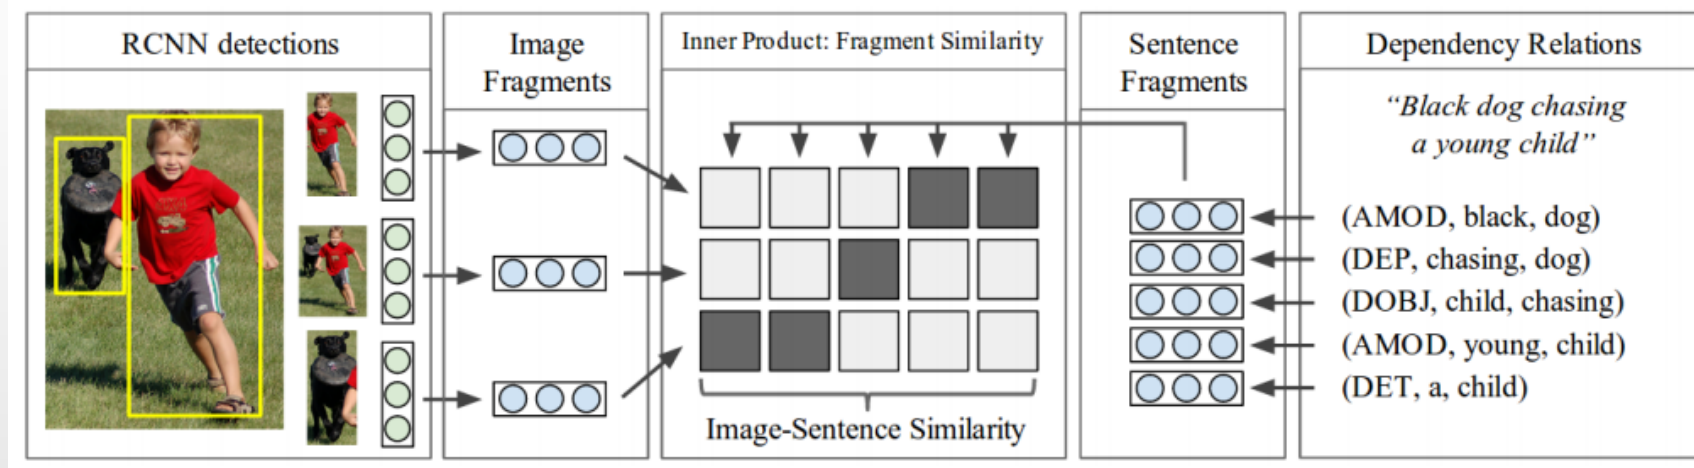 RCNN detections
Image
Fragments
Inner Product: Fragment Similarity
Image-Sentence Similarity
Sentence
Fragments
Dependency Relations
“Black dog chasing
a young child”
(AMOD, black, dog)
(DEP, chasing, dog)
(DOBJ, child, chasing)
(AMOD, young, child)
(DET, a, child)